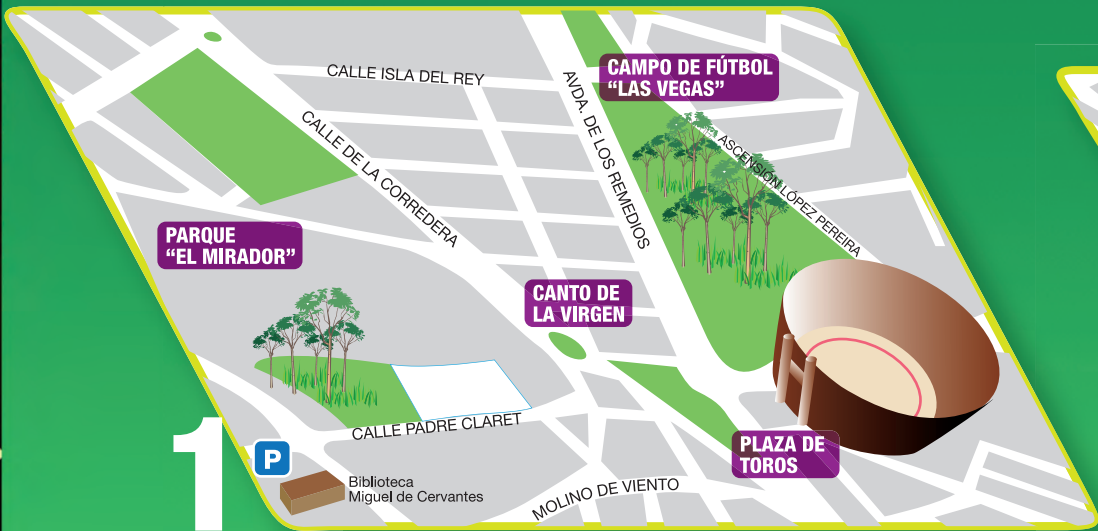 CALLE ISLA DEL REY
CAMPO DE FÚTBOL
“LAS VEGAS”
AVDA. DE LOS REMEDIOS
CALLE DE LA CORREDERA
ASCENSIÓN LÓPEZ PEREIRA
PARQUE
“EL MIRADOR”
CANTO DE
LA VIRGEN
CALLE PADRE CLARET
1
P
PLAZA DE
TOROS
Biblioteca
Miguel de Cervantes
MOLINO DE VIENTO